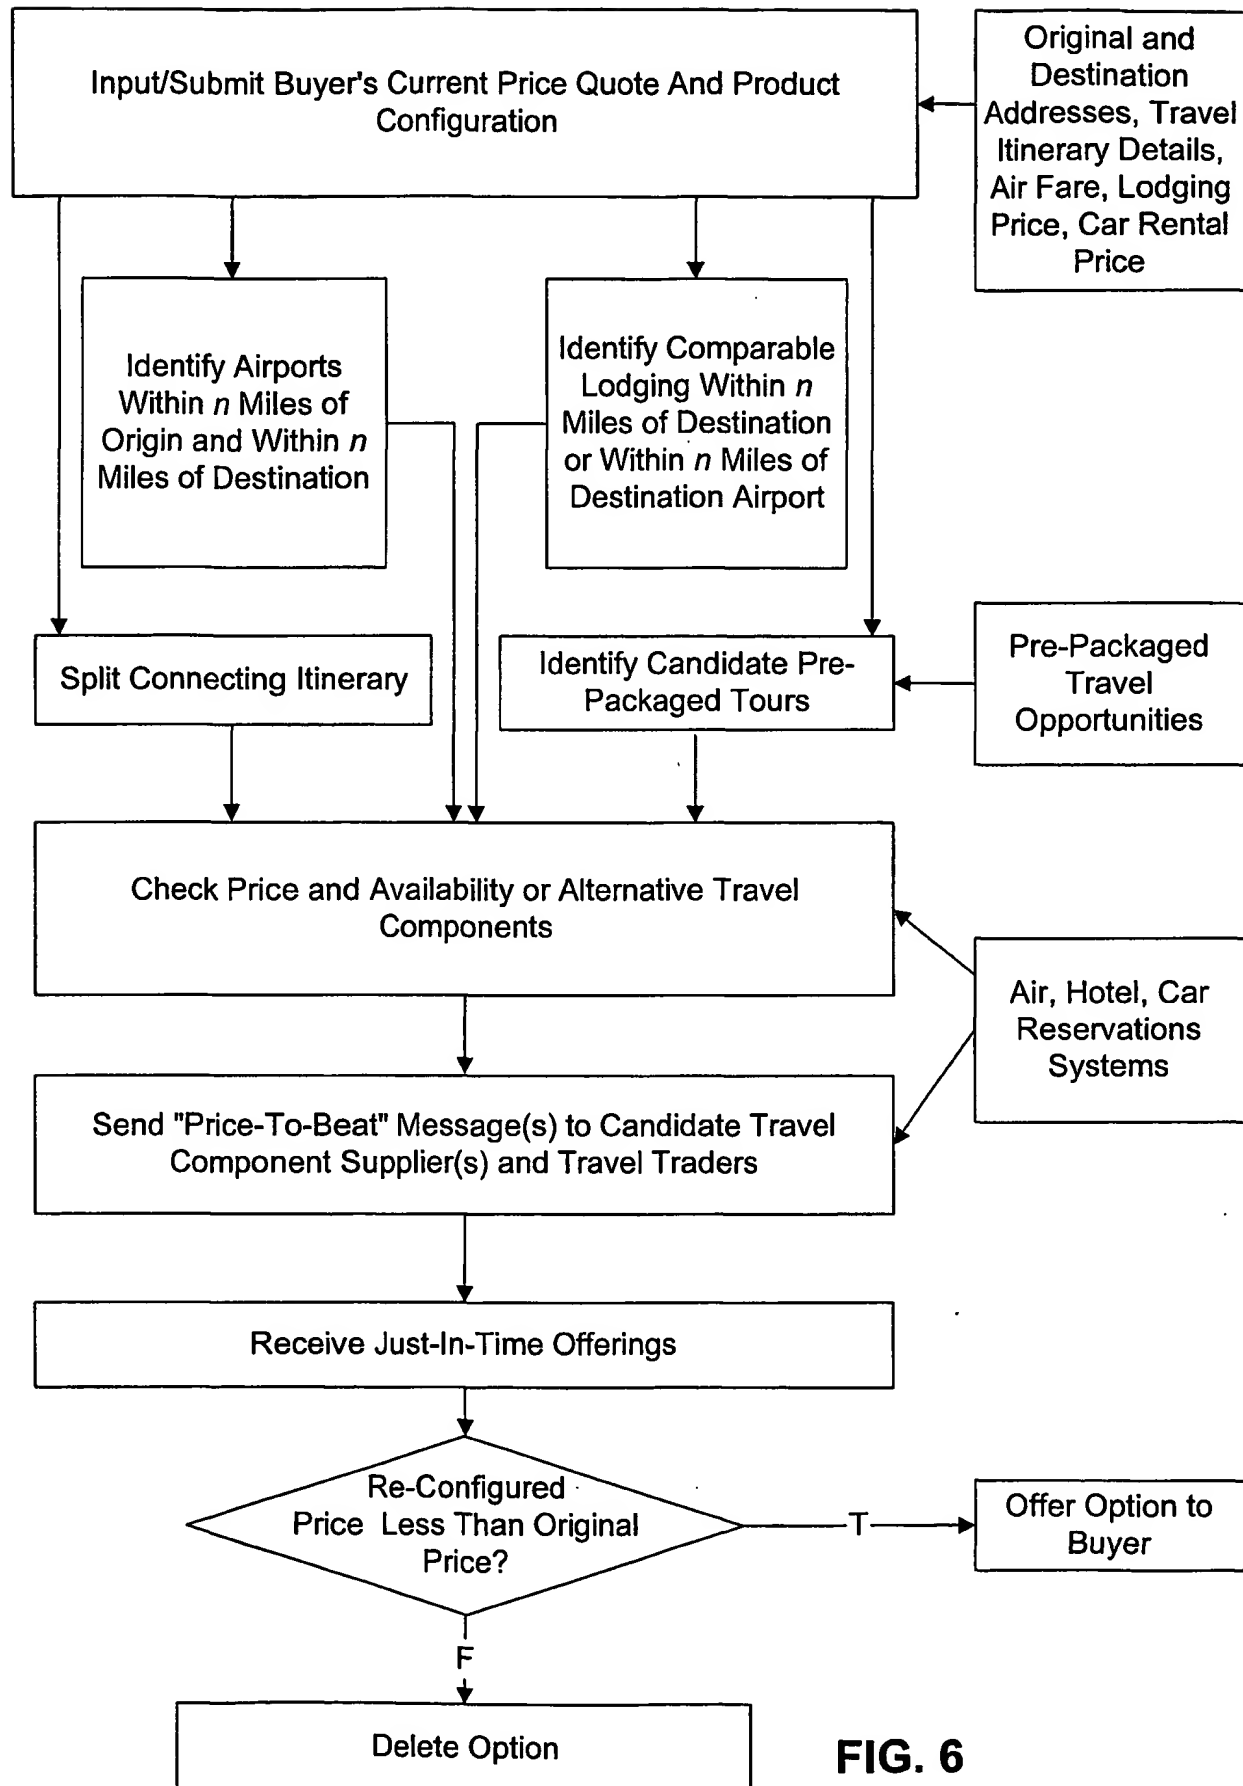 Input/Submit Buyer's Current Price Quote And Product
Configuration
Original and
Destination
Addresses, Travel
Itinerary Details,
Air Fare, Lodging
Price, Car Rental
Price
Identify Airports
Within n Miles of
Origin and Within n
Miles of Destination
Identify Comparable
Lodging Within n
Miles of Destination
or Within n Miles of
Destination Airport
Split Connecting Itinerary
Identify Candidate Pre-
Packaged Tours
Pre-Packaged
Travel
Opportunities
Check Price and Availability or Alternative Travel
Components
Air, Hotel, Car
Reservations
Systems
Send "Price-To-Beat" Message(s) to Candidate Travel
Component Supplier(s) and Travel Traders
Receive Just-In-Time Offerings
Re-Configured
Price Less Than Original
Price?
T
Offer Option to
Buyer
F
Delete Option
FIG. 6